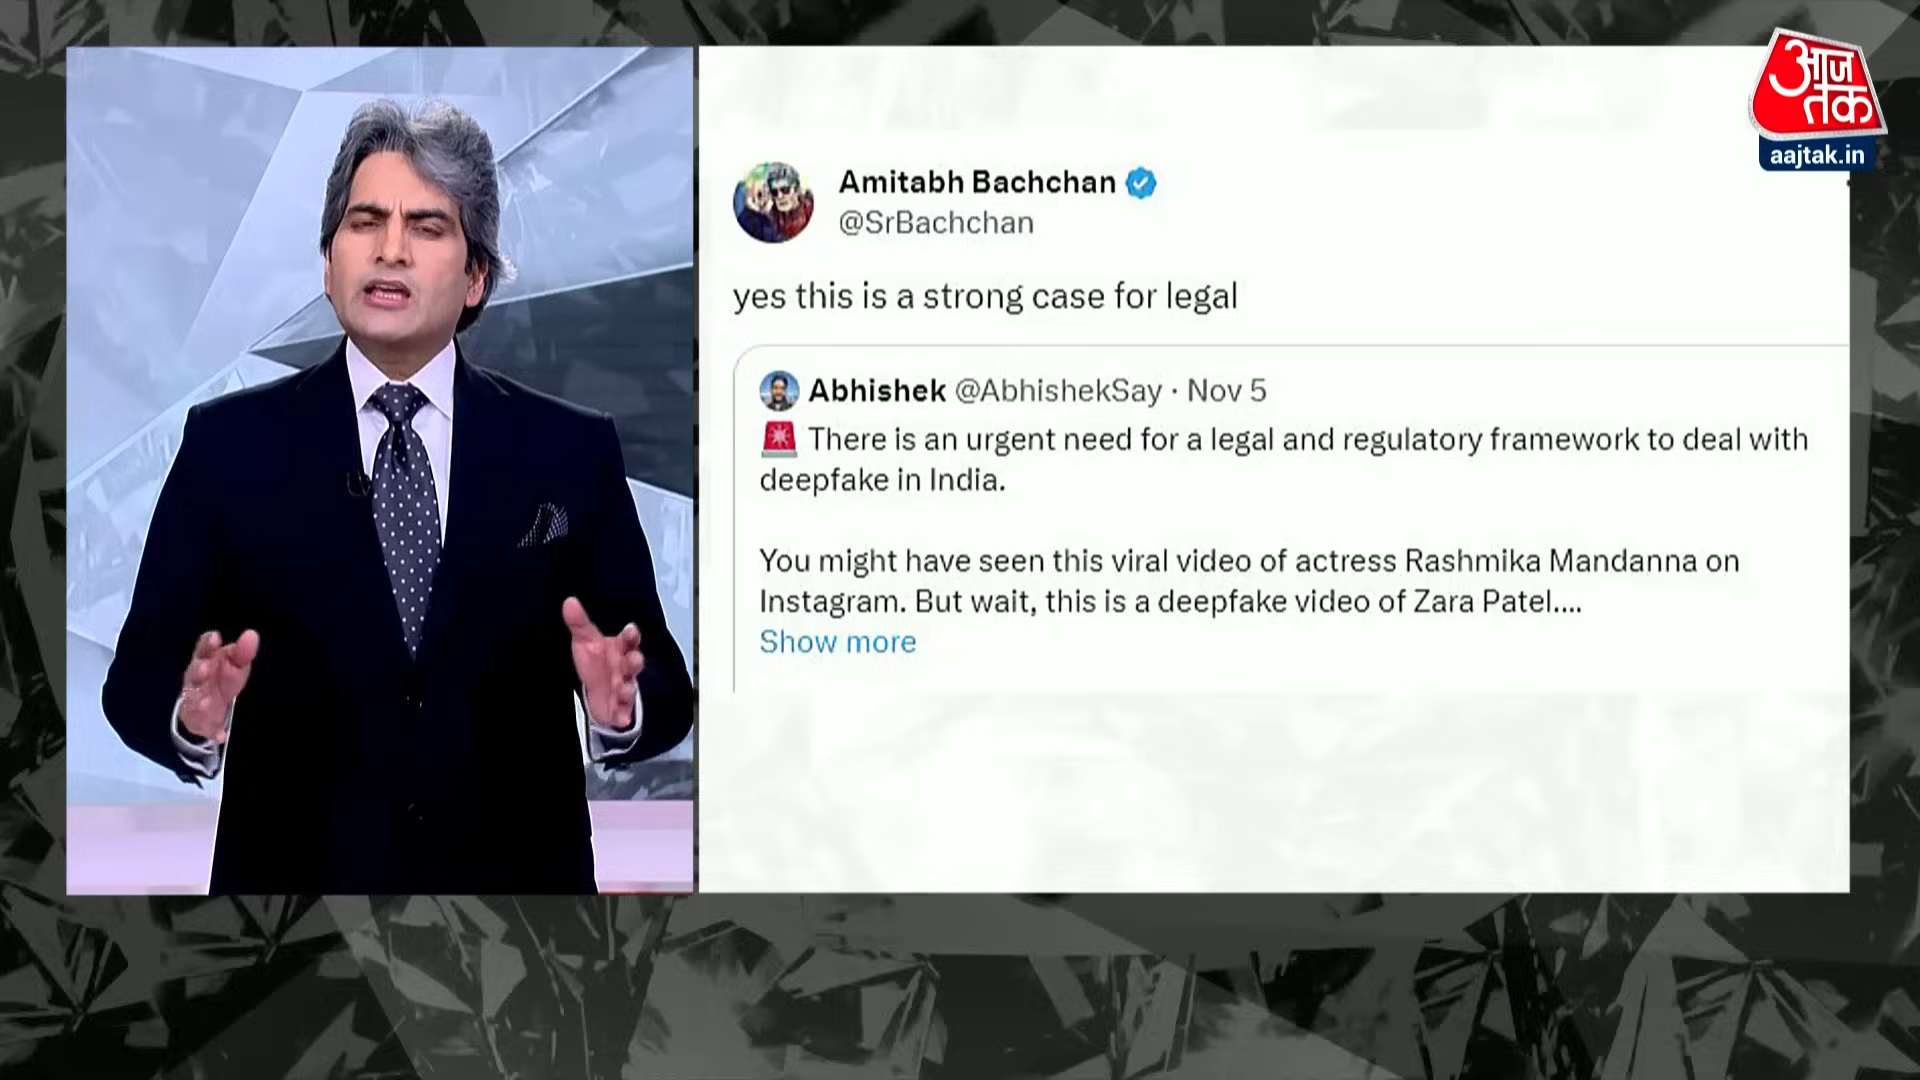 आज
तक
aajtak.in
Amitabh Bachchan
@SrBachchan
yes this is a strong case for legal
Abhishek @AbhishekSay · Nov 5
🚨 There is an urgent need for a legal and regulatory framework to deal with
deepfake in India.
You might have seen this viral video of actress Rashmika Mandanna on
Instagram. But wait, this is a deepfake video of Zara Patel....
Show more